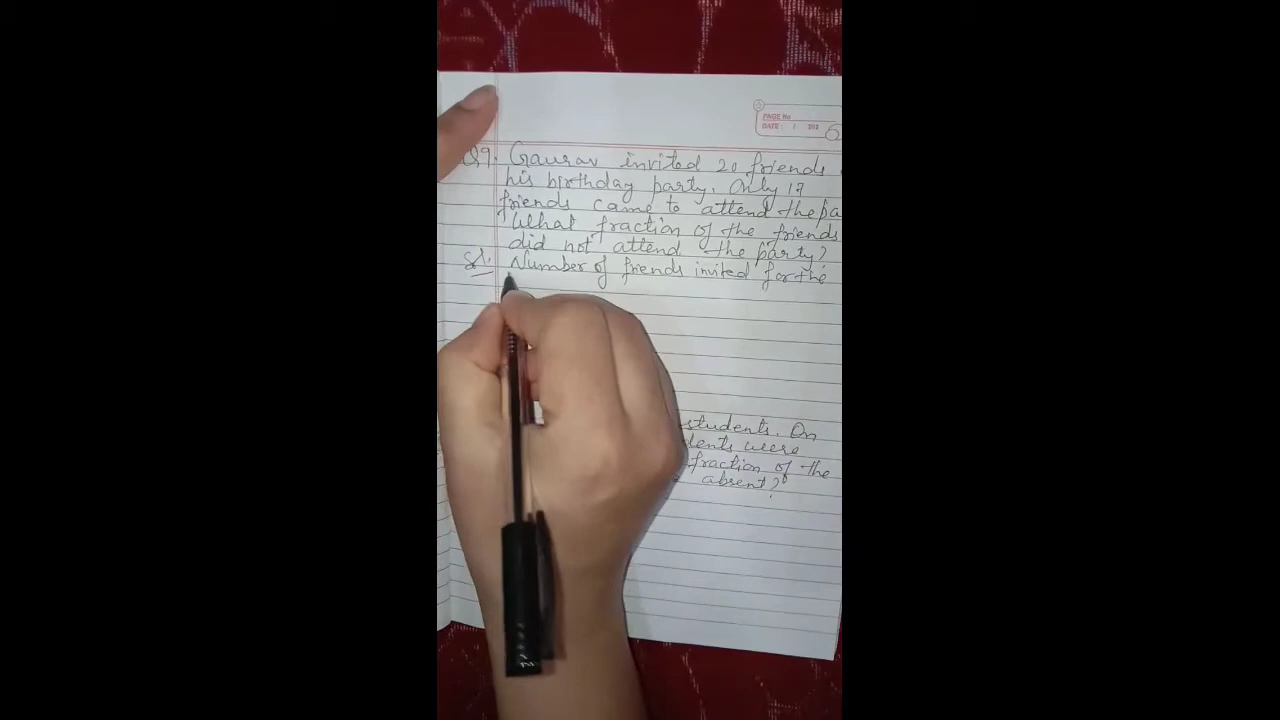 PAGE No
DATE : / 202
Q9. Gaurav invited 20 friends
his birthday party. Only 17
friends came to attend the pa
What fraction of the friends
did not attend the party?
Sol. Number of friends invited for the
students. On
dents were
fraction of the
absent?